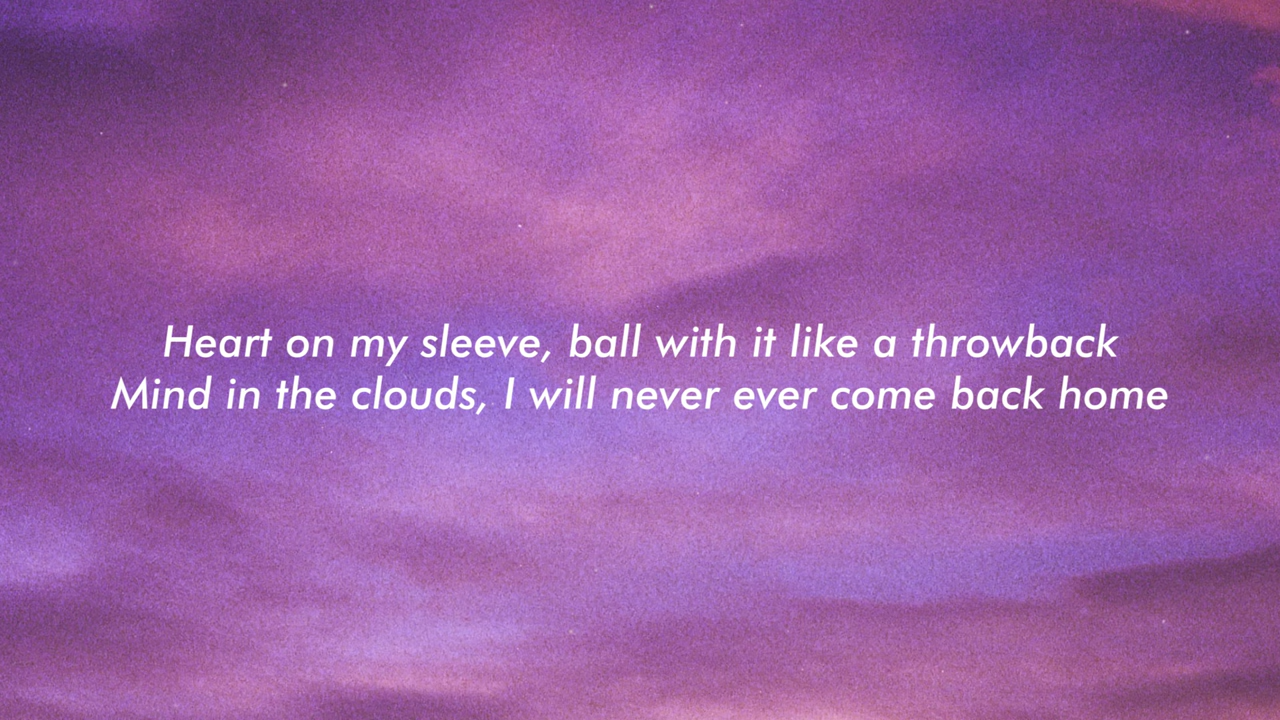 Heart on my sleeve, ball with it like a throwback
Mind in the clouds, I will never ever come back home